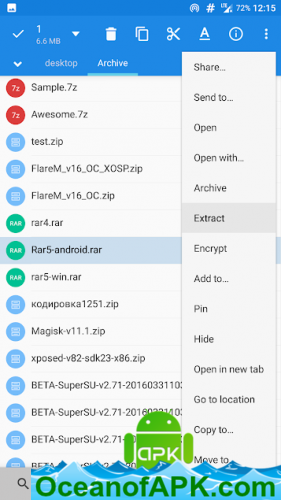 72% 12:15
1
6.6 MB
desktop
Archive
Sample.7z
Awesome.7z
test.zip
FlareM_v16_OC_XOSP.zip
FlareM_v16_OC.zip
rar4.rar
Rar5-android.rar
rar5-win.rar
кодировка1251.zip
Magisk-v11.1.zip
xposed-v82-sdk23-x86.zip
BETA-SuperSU-v2.71-20160331103
BETA-SuperSU-v2.71-20160331103
BETA-SuperSU-v2.71-2016033110
7z
7z
RAR
RAR
RAR
Share...
Send to...
Open
Open with...
Archive
Extract
Encrypt
Add to...
Pin
Hide
Open in new tab
Go to location
Copy to...
Move to...
APK
OceanofAPK.com